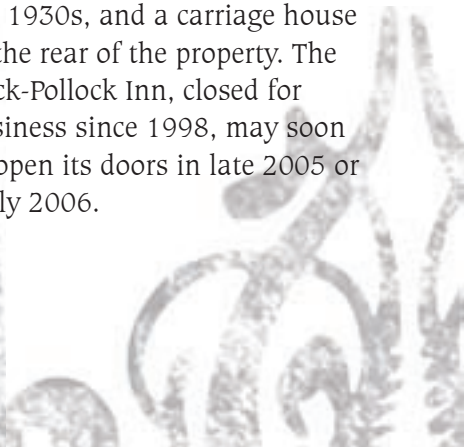 1930s, and a carriage house
the rear of the property. The
ck-Pollock Inn, closed for
siness since 1998, may soon
open its doors in late 2005 or
ly 2006.